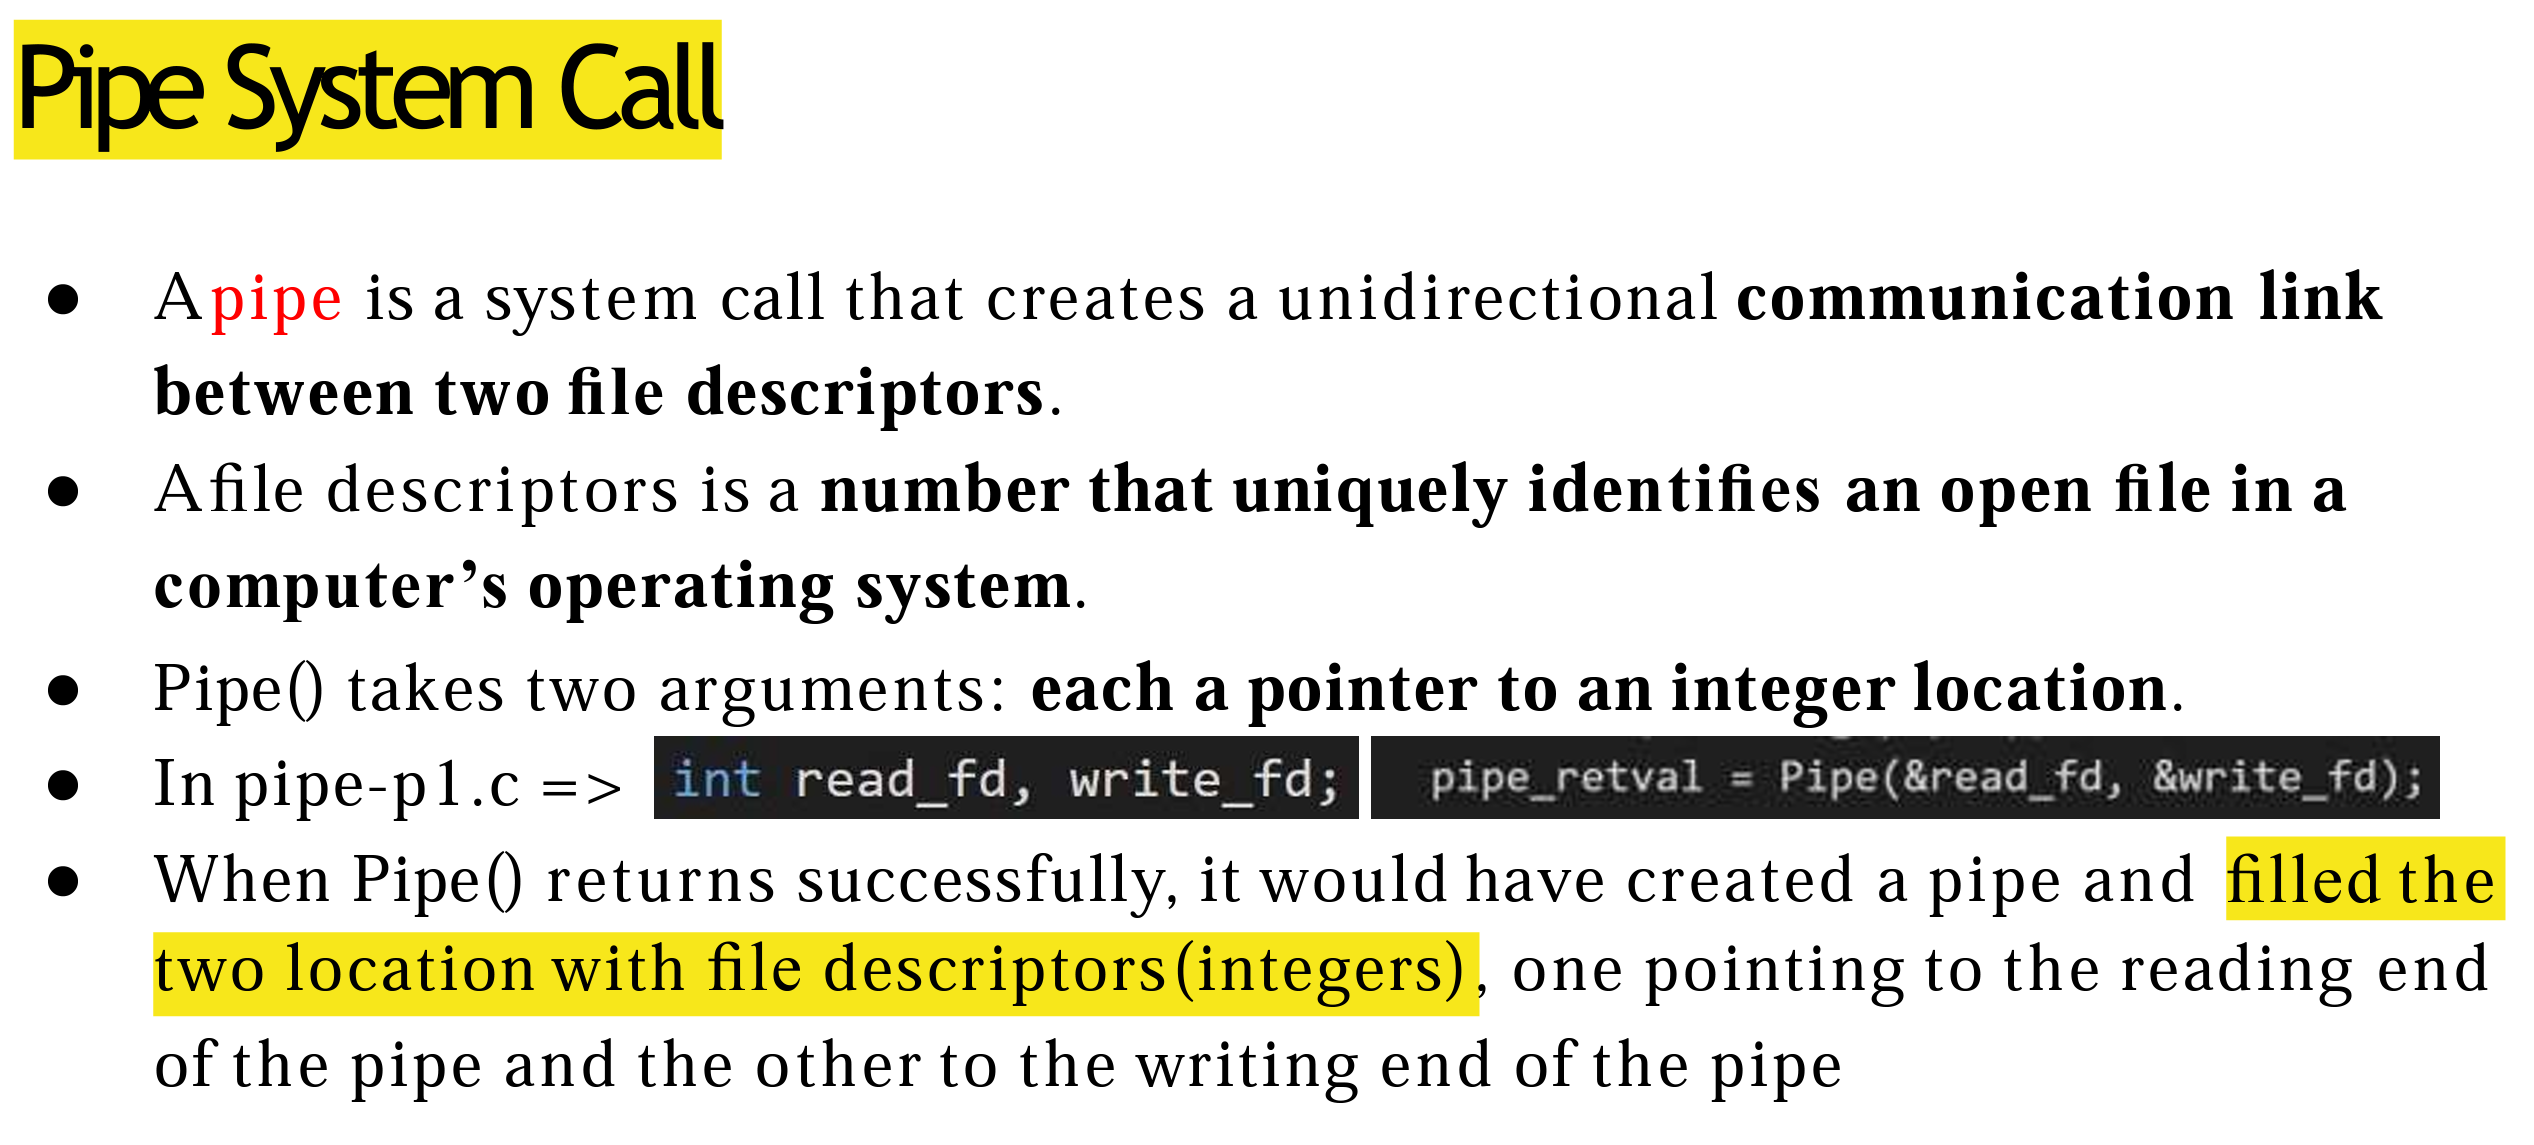 Pipe System Call
● A pipe is a system call that creates a unidirectional communication link
between two file descriptors.
● A file descriptors is a number that uniquely identifies an open file in a
computer’s operating system.
● Pipe() takes two arguments: each a pointer to an integer location.
● In pipe-p1.c => int read_fd, write_fd; pipe_retval = Pipe(&read_fd, &write_fd);
● When Pipe() returns successfully, it would have created a pipe and filled the
two location with file descriptors(integers), one pointing to the reading end
of the pipe and the other to the writing end of the pipe